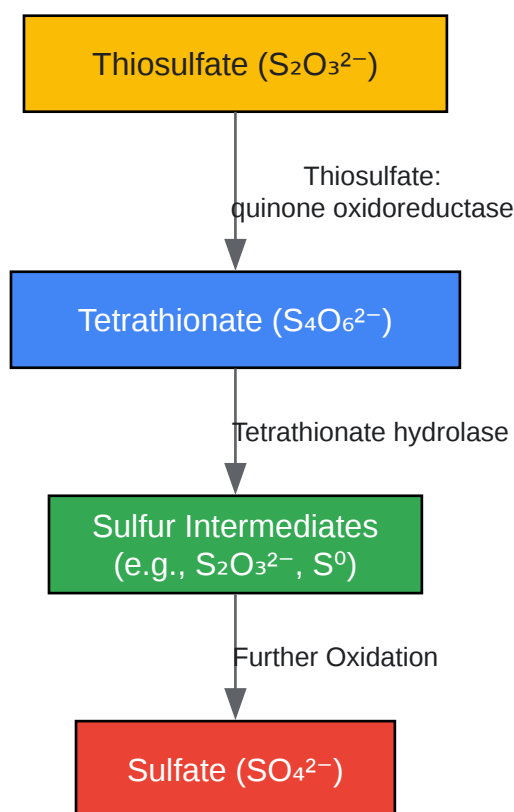 Thiosulfate (S₂O₃²⁻)
Thiosulfate:
quinone oxidoreductase
Tetrathionate (S₄O₆²⁻)
Tetrathionate hydrolase
Sulfur Intermediates
(e.g., S₂O₃²⁻, S⁰)
Further Oxidation
Sulfate (SO₄²⁻)